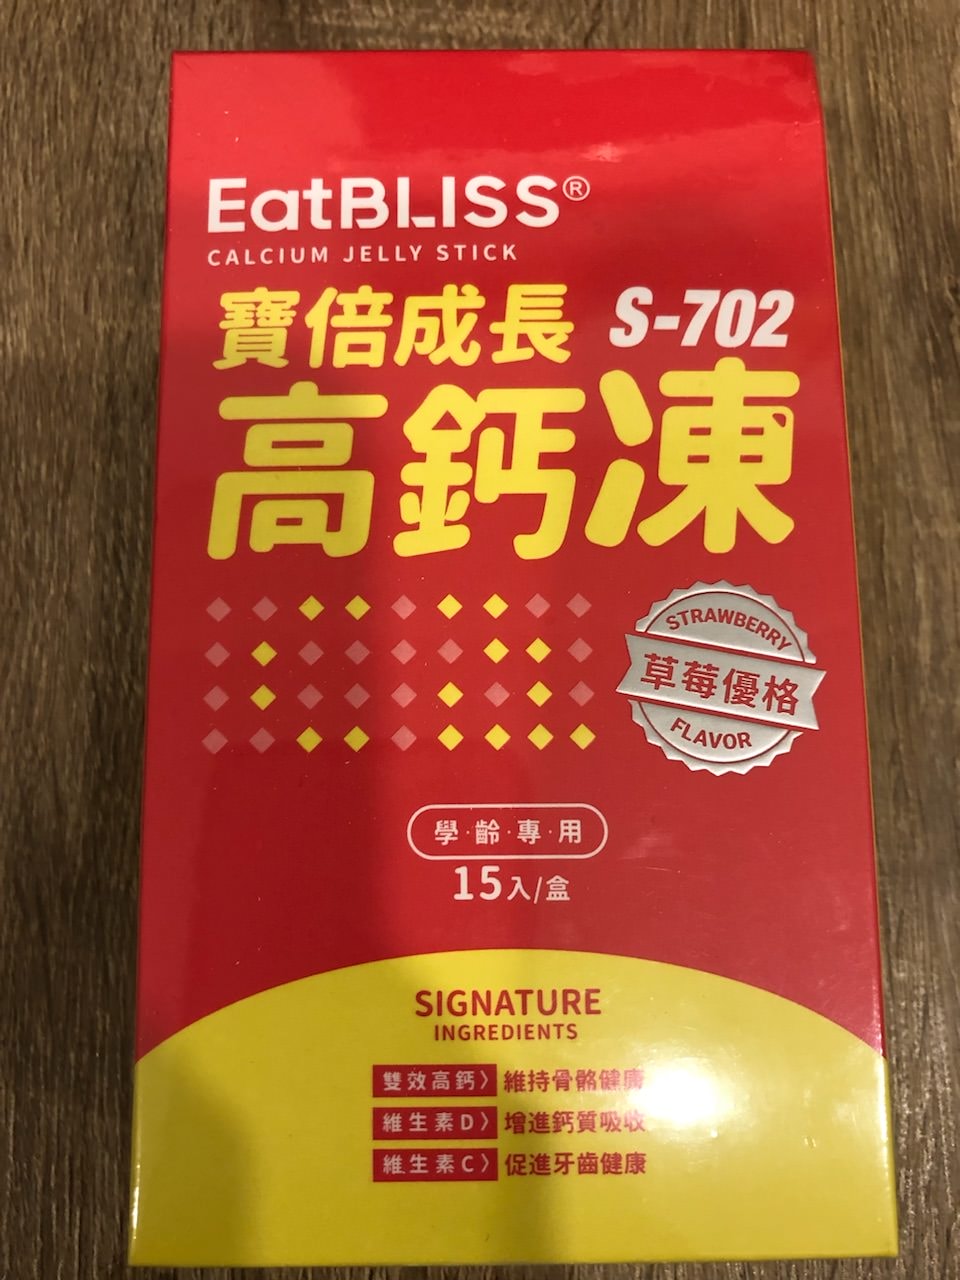 EatBLISS®
CALCIUM JELLY STICK
寶倍成長 S-702
高鈣凍
STRAWBERRY
草莓優格
FLAVOR
學·齡·專·用
15入/盒
SIGNATURE
INGREDIENTS
雙效高鈣〉維持骨骼健康
維生素D〉增進鈣質吸收
維生素C〉促進牙齒健康